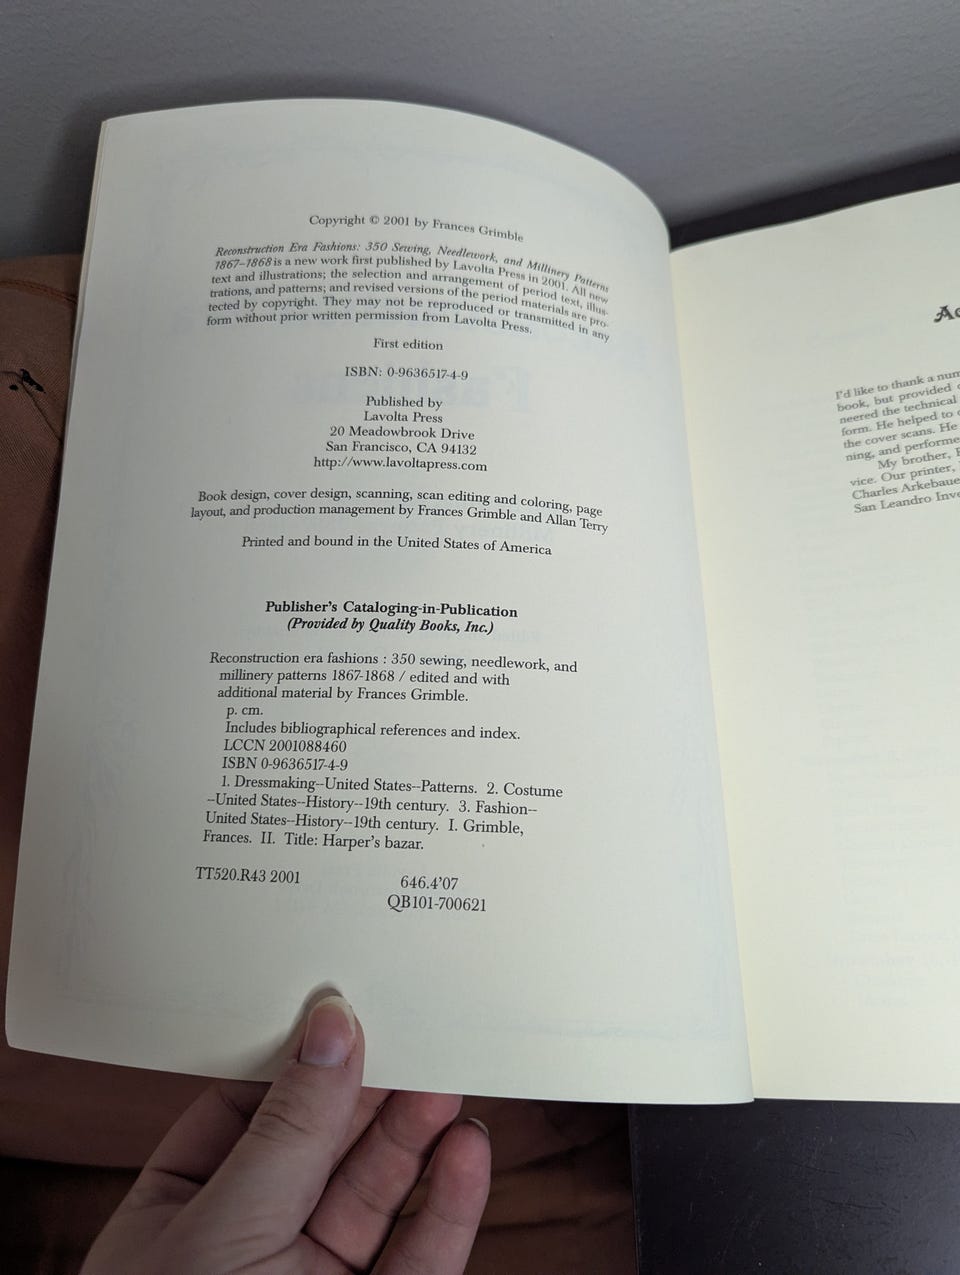 Copyright © 2001 by Frances Grimble
Reconstruction Era Fashions: 350 Sewing, Needlework, and Millinery Patterns
1867–1868 is a new work first published by Lavolta Press in 2001. All new
text and illustrations; the selection and arrangement of period text, illus-
trations, and patterns; and revised versions of the period materials are pro-
tected by copyright. They may not be reproduced or transmitted in any
form without prior written permission from Lavolta Press.
First edition
ISBN: 0-9636517-4-9
Published by
Lavolta Press
20 Meadowbrook Drive
San Francisco, CA 94132
http://www.lavoltapress.com
Book design, cover design, scanning, scan editing and coloring, page
layout, and production management by Frances Grimble and Allan Terry
Printed and bound in the United States of America
Publisher's Cataloging-in-Publication
(Provided by Quality Books, Inc.)
Reconstruction era fashions : 350 sewing, needlework, and
millinery patterns 1867-1868 / edited and with
additional material by Frances Grimble.
p. cm.
Includes bibliographical references and index.
LCCN 2001088460
ISBN 0-9636517-4-9
1. Dressmaking--United States--Patterns. 2. Costume
--United States--History--19th century. 3. Fashion--
United States--History--19th century. I. Grimble,
Frances. II. Title: Harper's bazar.
TT520.R43 2001
646.4'07
QB101-700621
I'd like to thank a
book, but provided
neered the technical
form. He helped to
the cover scans. He
ning, and
My brother,
vice. Our printer,
Charles
San Leandro